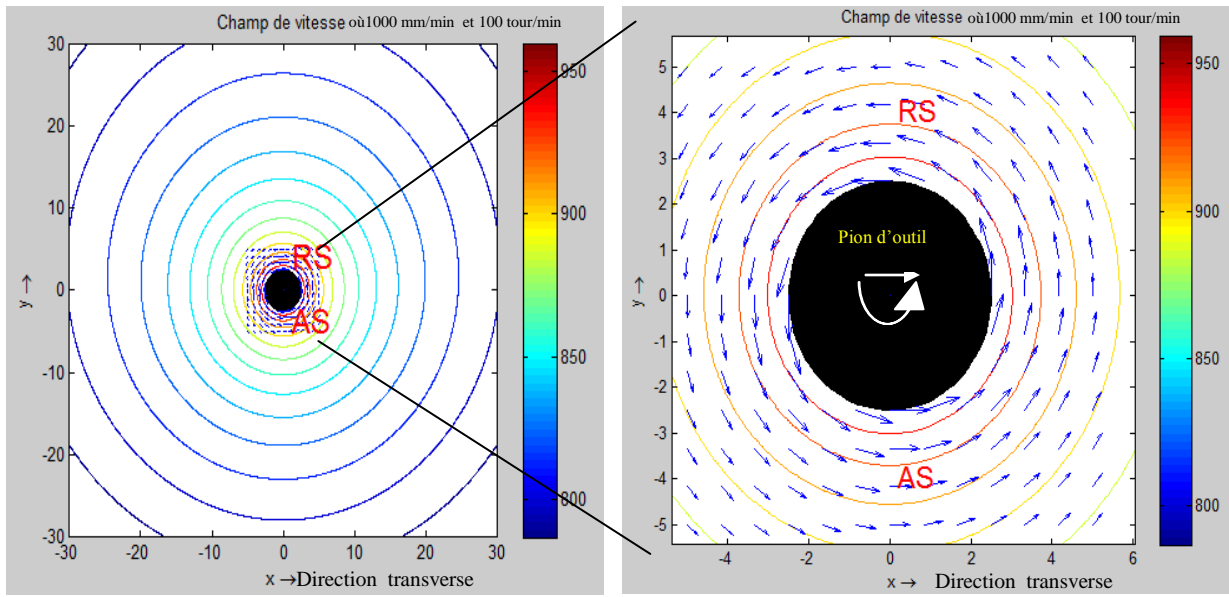 Champ de vitesse où1000 mm/min et 100 tour/min
30
20
10
0
-10
-20
-30
-30 -20 -10 0 10 20 30
y →
x →Direction transverse
RS
AS
950
900
850
800
Champ de vitesse où1000 mm/min et 100 tour/min
5
4
3
2
1
0
-1
-2
-3
-4
-5
-4 -2 0 2 4 6
y →
x → Direction transverse
RS
Pion d'outil
AS
950
900
850
800